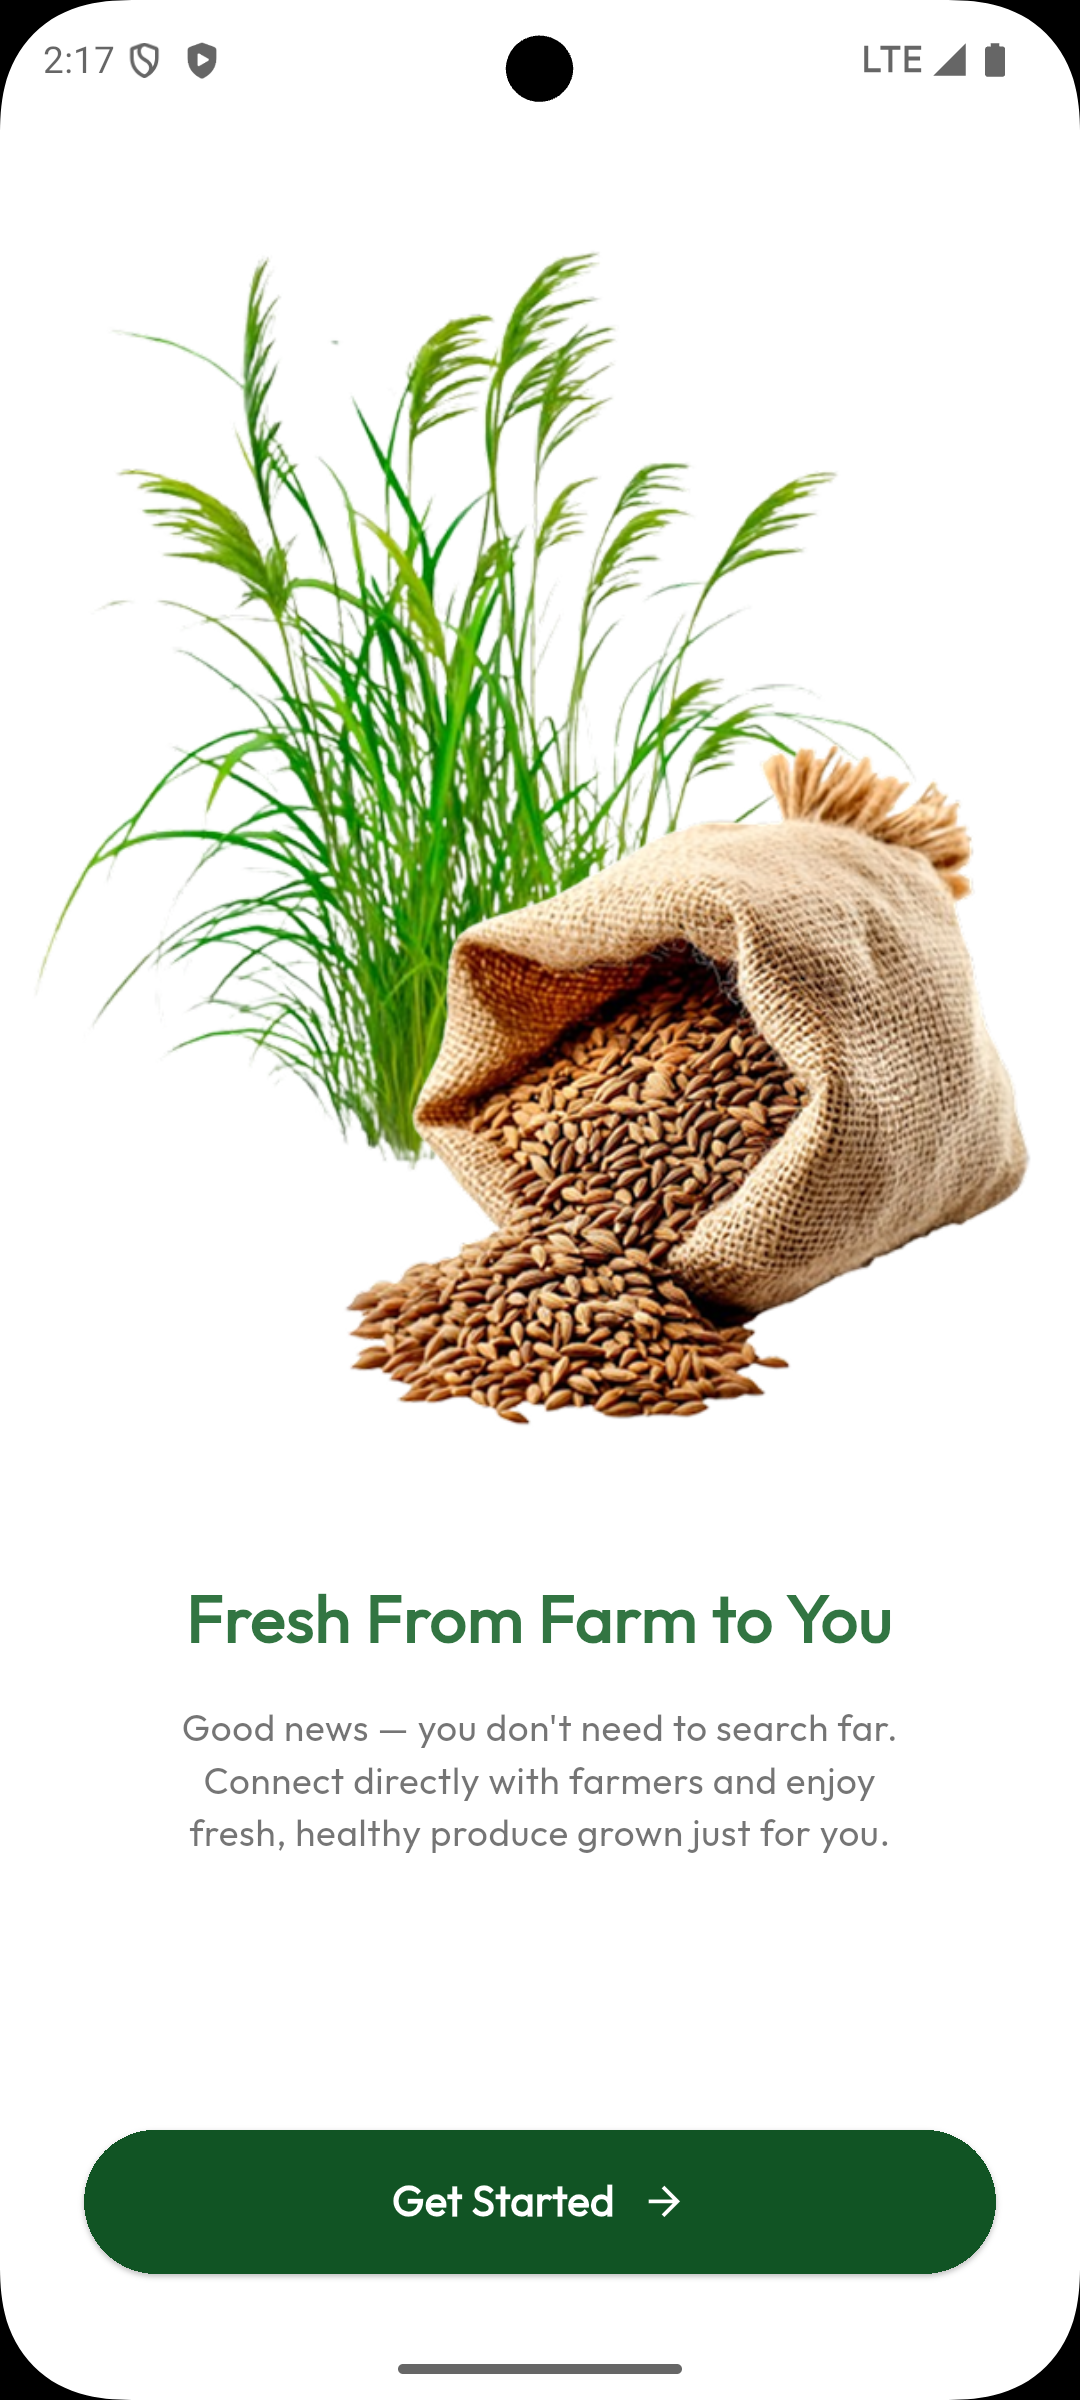 2:17
LTE
Fresh From Farm to You
Good news — you don't need to search far.
Connect directly with farmers and enjoy
fresh, healthy produce grown just for you.
Get Started →